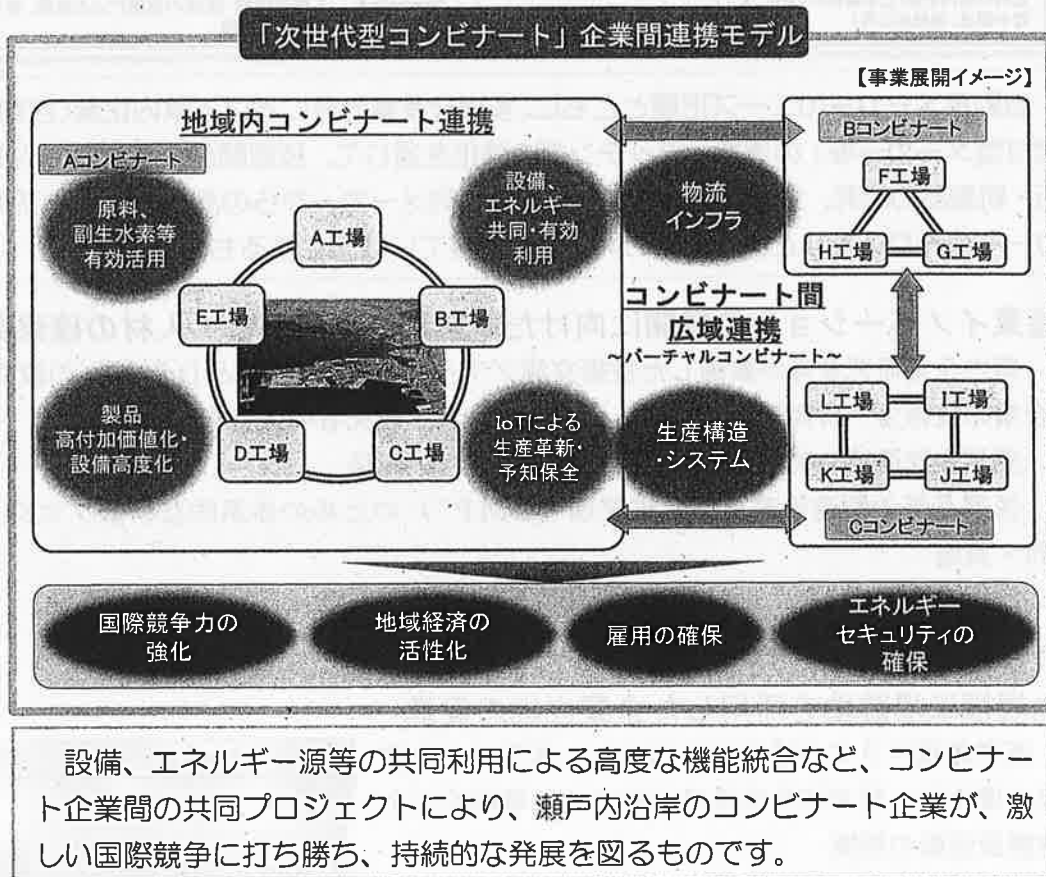 「次世代型コンビナート」企業間連携モデル
【事業展開イメージ】
地域内コンビナート連携
Aコンビナート
原料、
副生水素等
有効活用
設備、
エネルギー
共同・有効
利用
A工場
E工場
B工場
D工場
C工場
製品
高付加価値化・
設備高度化
IoTによる
生産革新・
予知保全
物流
インフラ
コンビナート間
広域連携
~バーチャルコンビナート~
生産構造
・システム
Bコンビナート
F工場
H工場
G工場
L工場
I工場
K工場
J工場
Cコンビナート
国際競争力の
強化
地域経済の
活性化
雇用の確保
エネルギー
セキュリティの
確保
設備、エネルギー源等の共同利用による高度な機能統合など、コンビナー
ト企業間の共同プロジェクトにより、瀬戸内沿岸のコンビナート企業が、激
しい国際競争に打ち勝ち、持続的な発展を図るものです。